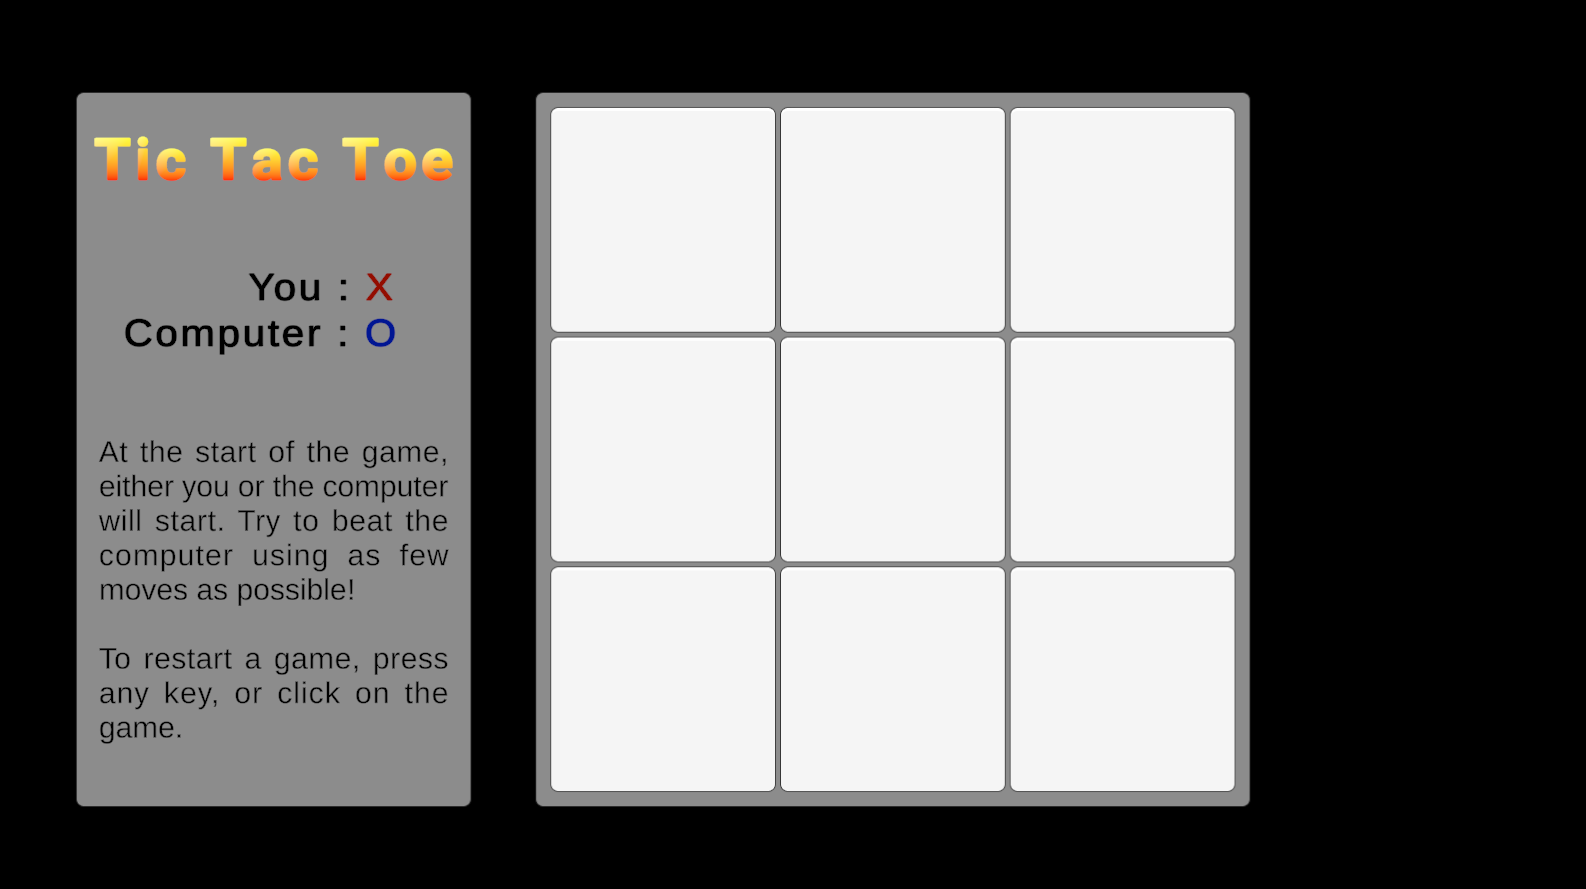 Tic Tac Toe
You : X
Computer : O
At the start of the game,
either you or the computer
will start. Try to beat the
computer using as few
moves as possible!
To restart a game, press
any key, or click on the
game.